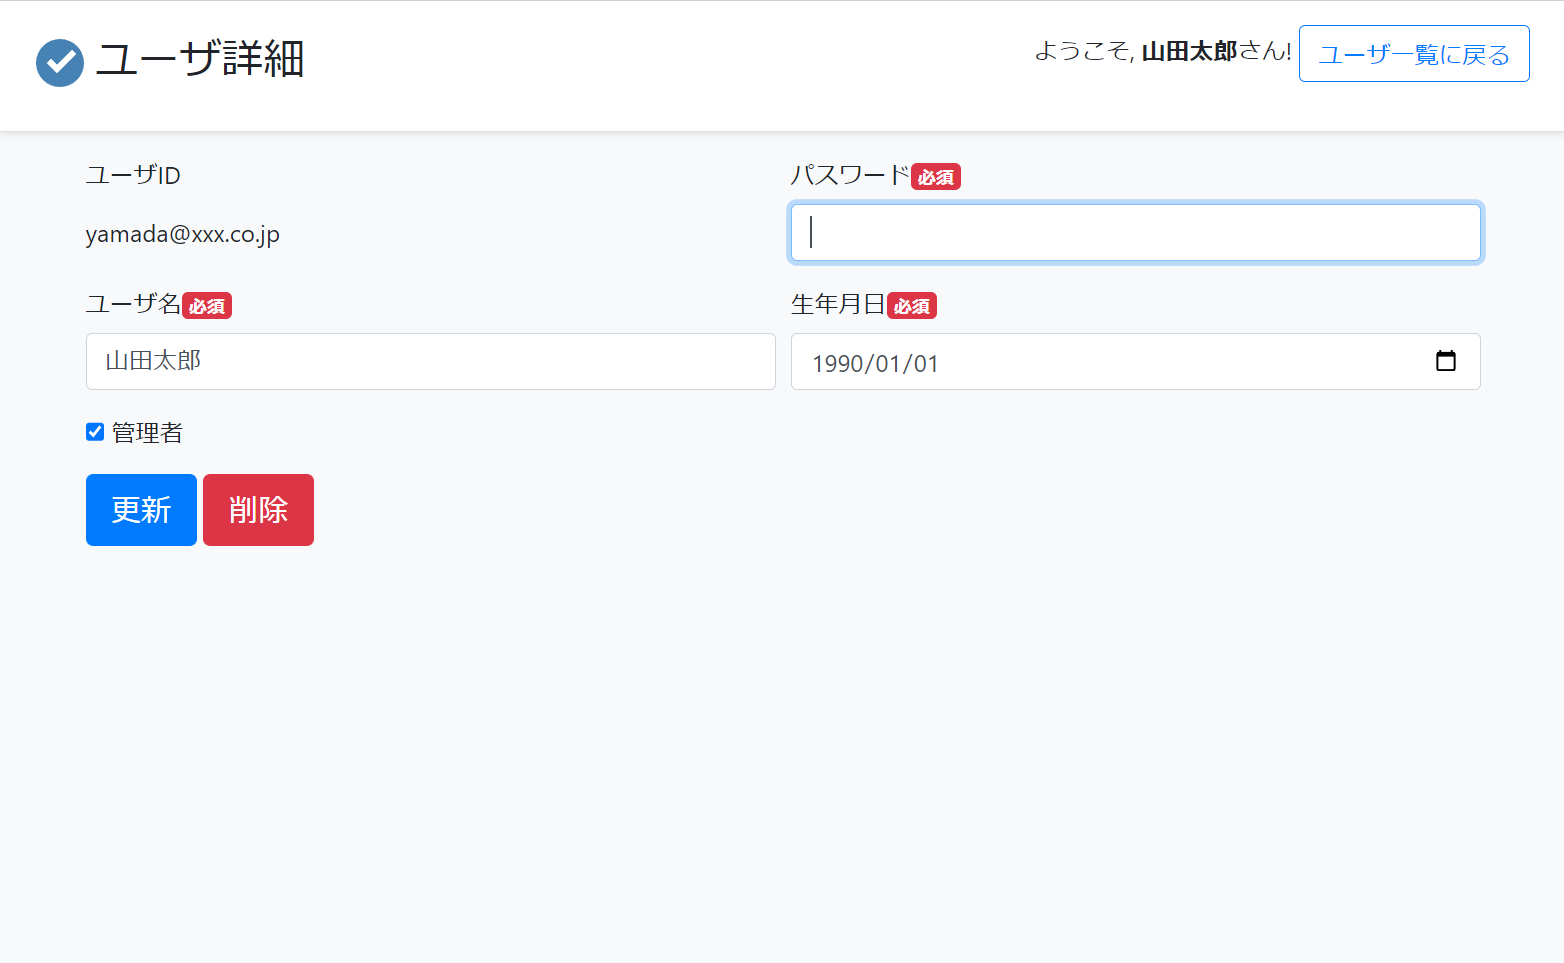 ユーザ詳細
ようこそ, 山田太郎さん! ユーザ一覧に戻る
ユーザID
yamada@xxx.co.jp
パスワード必須
ユーザ名必須
山田太郎
生年月日必須
1990/01/01
管理者
更新 削除